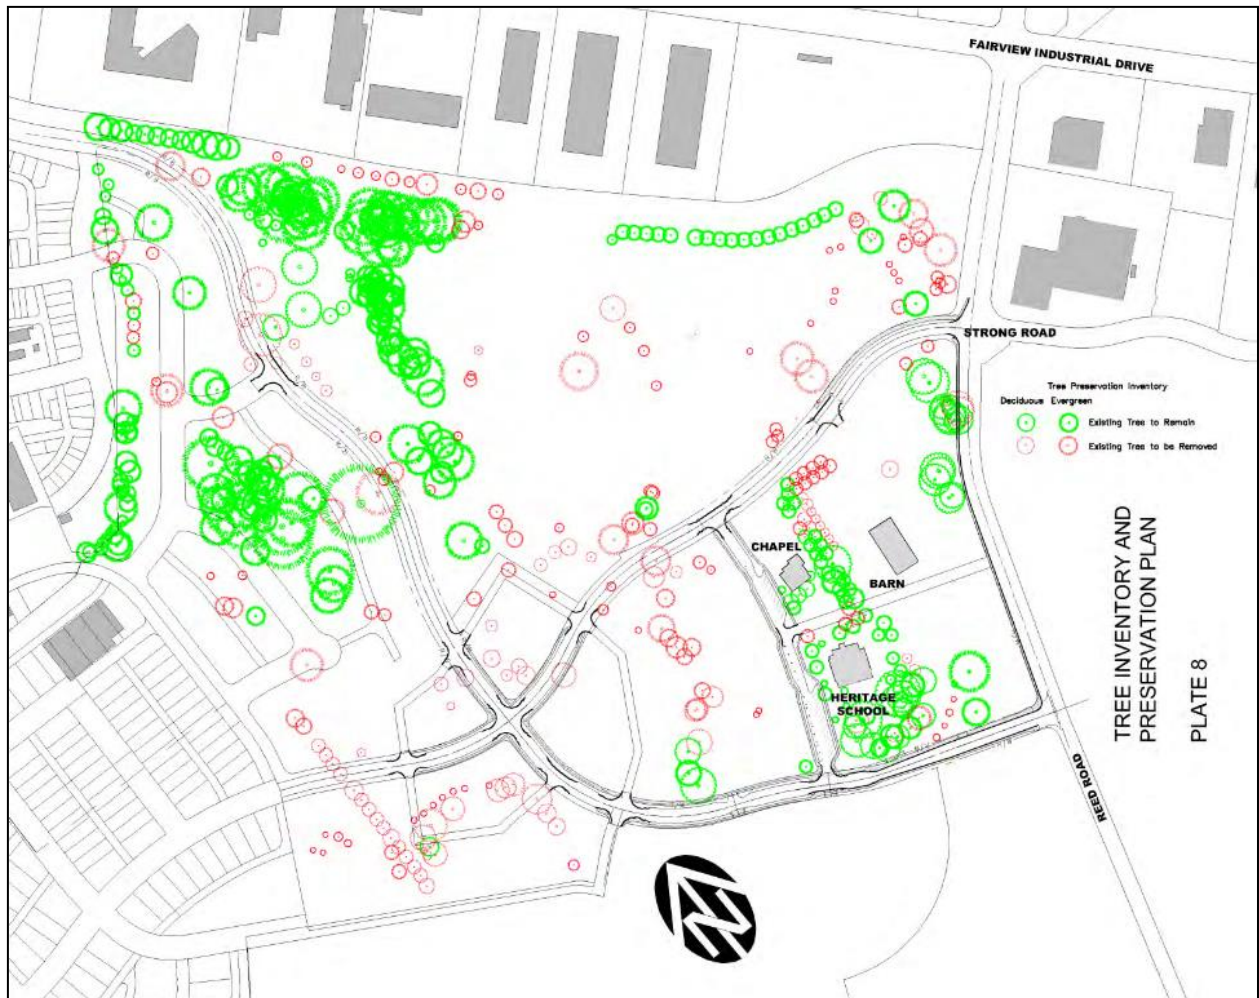 FAIRVIEW INDUSTRIAL DRIVE
STRONG ROAD
Tree Preservation Inventory
Deciduous Evergreen
Existing Tree to Remain
Existing Tree to be Removed
CHAPEL
BARN
HERITAGE
SCHOOL
REED ROAD
TREE INVENTORY AND
PRESERVATION PLAN
PLATE 8
N